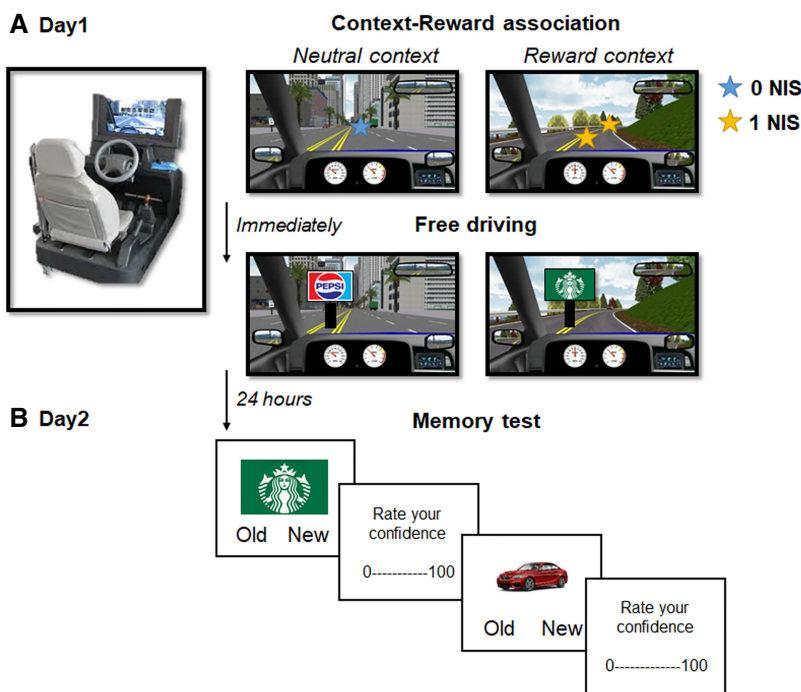 A Day1
Context-Reward association
Neutral context
Reward context
0 NIS
1 NIS
Immediately
Free driving
PEPSI
24 hours
B Day2
Memory test
Old New
Rate your
confidence
0-----------100
Old New
Rate your
confidence
0-------------100